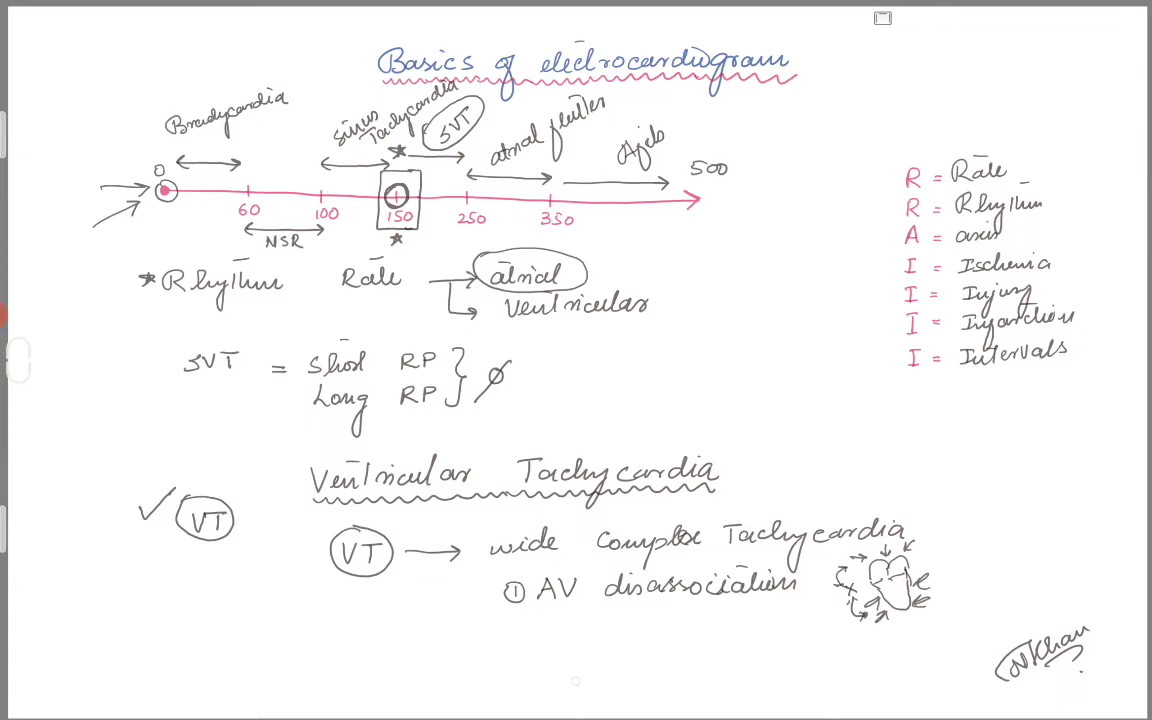 Basics of electrocardiogram
Bradycardia
sinus Tachycardia
SVT
atrial flutter
Afib
0
500
60 100 150 250 350
NSR
* Rhythm Rate atrial
ventricular
SVT = Short RP
Long RP
R = Rate
R = Rhythm
A = axis
I = Ischemia
I = Injury
I = Infarction
I = Intervals
Ventricular Tachycardia
VT
VT → wide complex Tachycardia
① AV disassociation
Khan